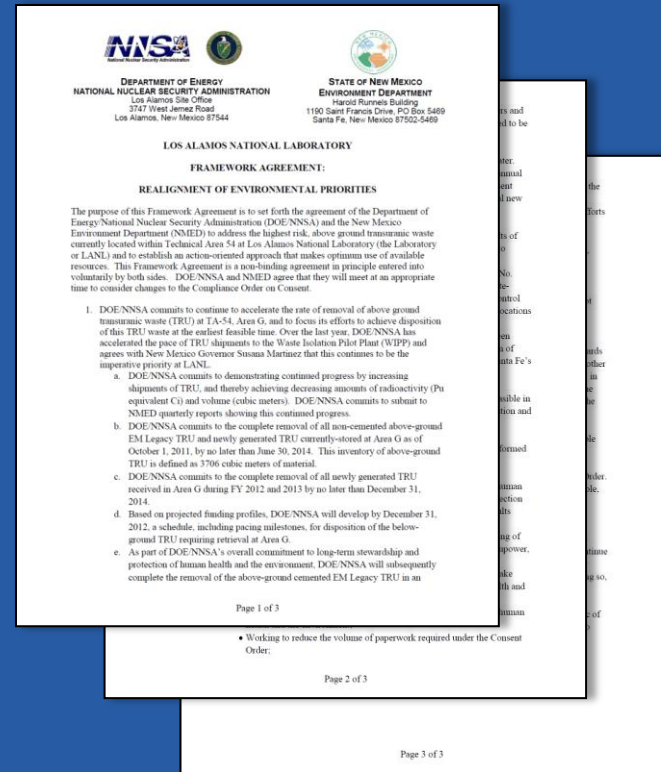 NNSA
National Nuclear Security Administration
DEPARTMENT OF ENERGY
NATIONAL NUCLEAR SECURITY ADMINISTRATION
Los Alamos Site Office
3747 West Jemez Road
Los Alamos, New Mexico 87544
STATE OF NEW MEXICO
ENVIRONMENT DEPARTMENT
Harold Runnels Building
1190 Saint Francis Drive, PO Box 5469
Santa Fe, New Mexico 87502-5469
LOS ALAMOS NATIONAL LABORATORY
FRAMEWORK AGREEMENT:
REALIGNMENT OF ENVIRONMENTAL PRIORITIES
The purpose of this Framework Agreement is to set forth the agreement of the Department of
Energy/National Nuclear Security Administration (DOE/NNSA) and the New Mexico
Environment Department (NMED) to address the highest risk, above ground transuranic waste
currently located within Technical Area 54 at Los Alamos National Laboratory (the Laboratory
or LANL) and to establish an action-oriented approach that makes optimum use of available
resources. This Framework Agreement is a non-binding agreement in principle entered into
voluntarily by both sides. DOE/NNSA and NMED agree that they will meet at an appropriate
time to consider changes to the Compliance Order on Consent.
1. DOE/NNSA commits to continue to accelerate the rate of removal of above ground
transuranic waste (TRU) at TA-54, Area G, and to focus its efforts to achieve disposition
of this TRU waste at the earliest feasible time. Over the last year, DOE/NNSA has
accelerated the pace of TRU shipments to the Waste Isolation Pilot Plant (WIPP) and
agrees with New Mexico Governor Susana Martinez that this continues to be the
imperative priority at LANL.
a. DOE/NNSA commits to demonstrating continued progress by increasing
shipments of TRU, and thereby achieving decreasing amounts of radioactivity (Pu
equivalent Ci) and volume (cubic meters). DOE/NNSA commits to submit to
NMED quarterly reports showing this continued progress.
b. DOE/NNSA commits to the complete removal of all non-cemented above-ground
EM Legacy TRU and newly generated TRU currently-stored at Area G as of
October 1, 2011, by no later than June 30, 2014. This inventory of above-ground
TRU is defined as 3706 cubic meters of material.
c. DOE/NNSA commits to the complete removal of all newly generated TRU
received in Area G during FY 2012 and 2013 by no later than December 31,
2014.
d. Based on projected funding profiles, DOE/NNSA will develop by December 31,
2012, a schedule, including pacing milestones, for disposition of the below-
ground TRU requiring retrieval at Area G.
e. As part of DOE/NNSA's overall commitment to long-term stewardship and
protection of human health and the environment, DOE/NNSA will subsequently
complete the removal of the above-ground cemented EM Legacy TRU in an
Page 1 of 3
• Working to reduce the volume of paperwork required under the Consent
Order;
Page 2 of 3
Page 3 of 3